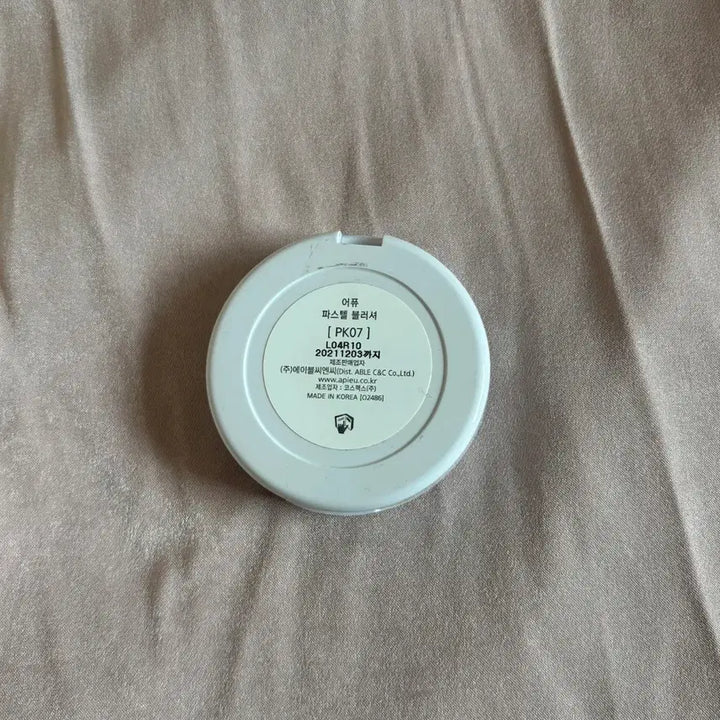 어퓨
파스텔 블러셔
[ PK07 ]
L04R10
20211203까지
제조판매업자
(주)에이블씨엔씨(Dist. ABLE C&C Co.,Ltd.)
www.apieu.co.kr
제조업자 : 코스맥스(주)
MADE IN KOREA [O2486]